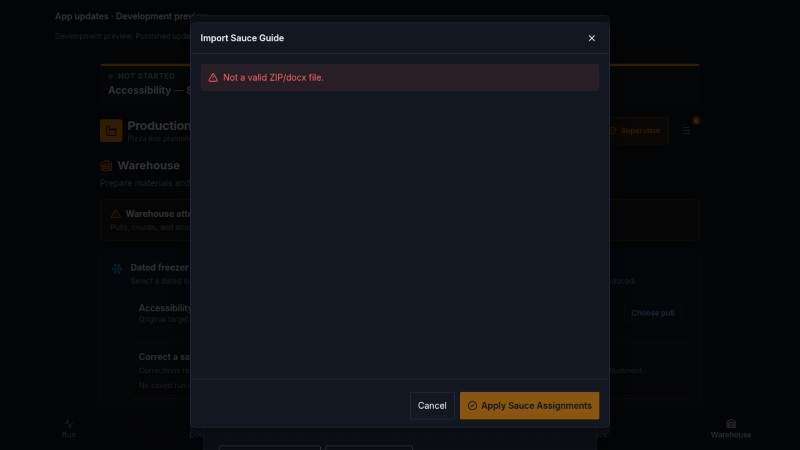 App updates · Development preview
Development preview. Published upda
Import Sauce Guide
Not a valid ZIP/docx file.
NOT STARTED
Accessibility — S
Production
Pizza line planning
Supervisor
Warehouse
Prepare materials and
Warehouse atte
Pulls, counts, and
Dated freezer
Select a dated
Accessibility
Original target
Choose pull
Correct a sa
Corrections
No saved run
Cancel
Apply Sauce Assignments
Run
Warehouse